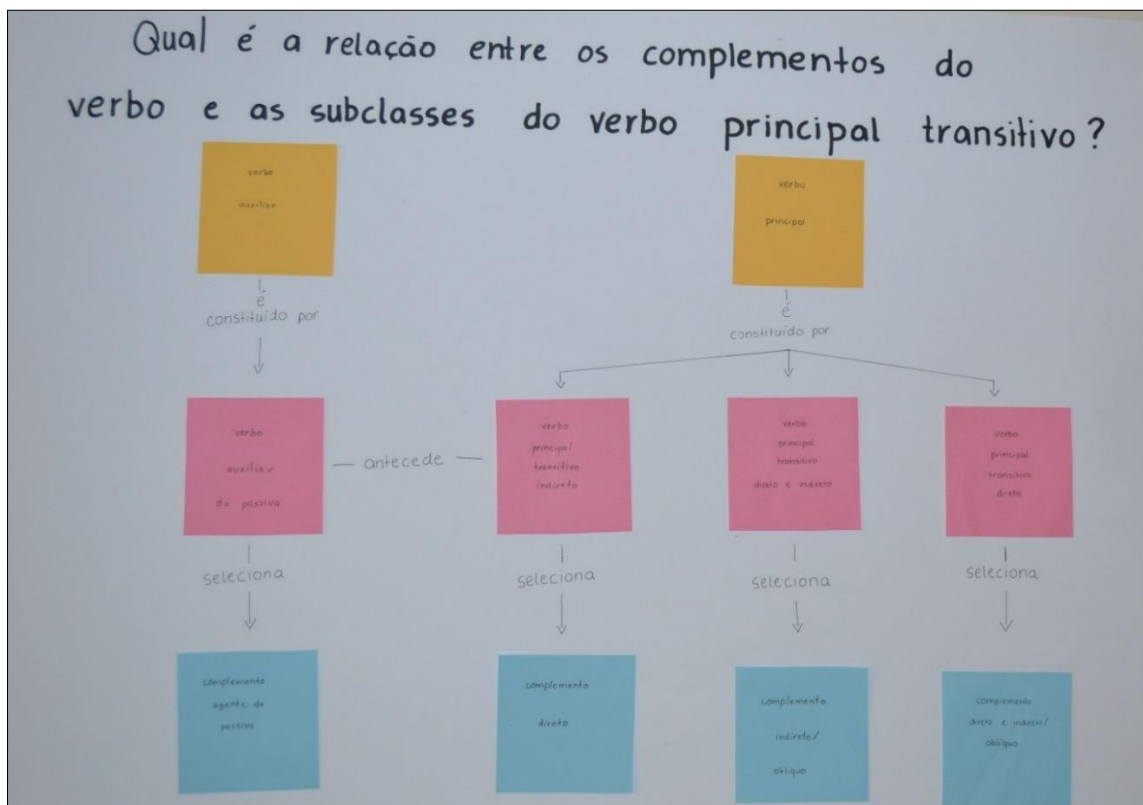 Qual é a relação entre os complementos do
verbo e as subclasses do verbo principal transitivo?
verbo
auxiliar
verbo
principal
é
constituído por
é
constituído por
verbo
auxiliar
da passiva
antecede
verbo
principal
transitivo
indireto
verbo
principal
transitivo
direto e indireto
verbo
principal
transitivo
direto
seleciona
seleciona
seleciona
seleciona
complemento
agente da
passiva
complemento
direto
complemento
indireto/
oblíquo
complemento
direto e indireto/
oblíquo